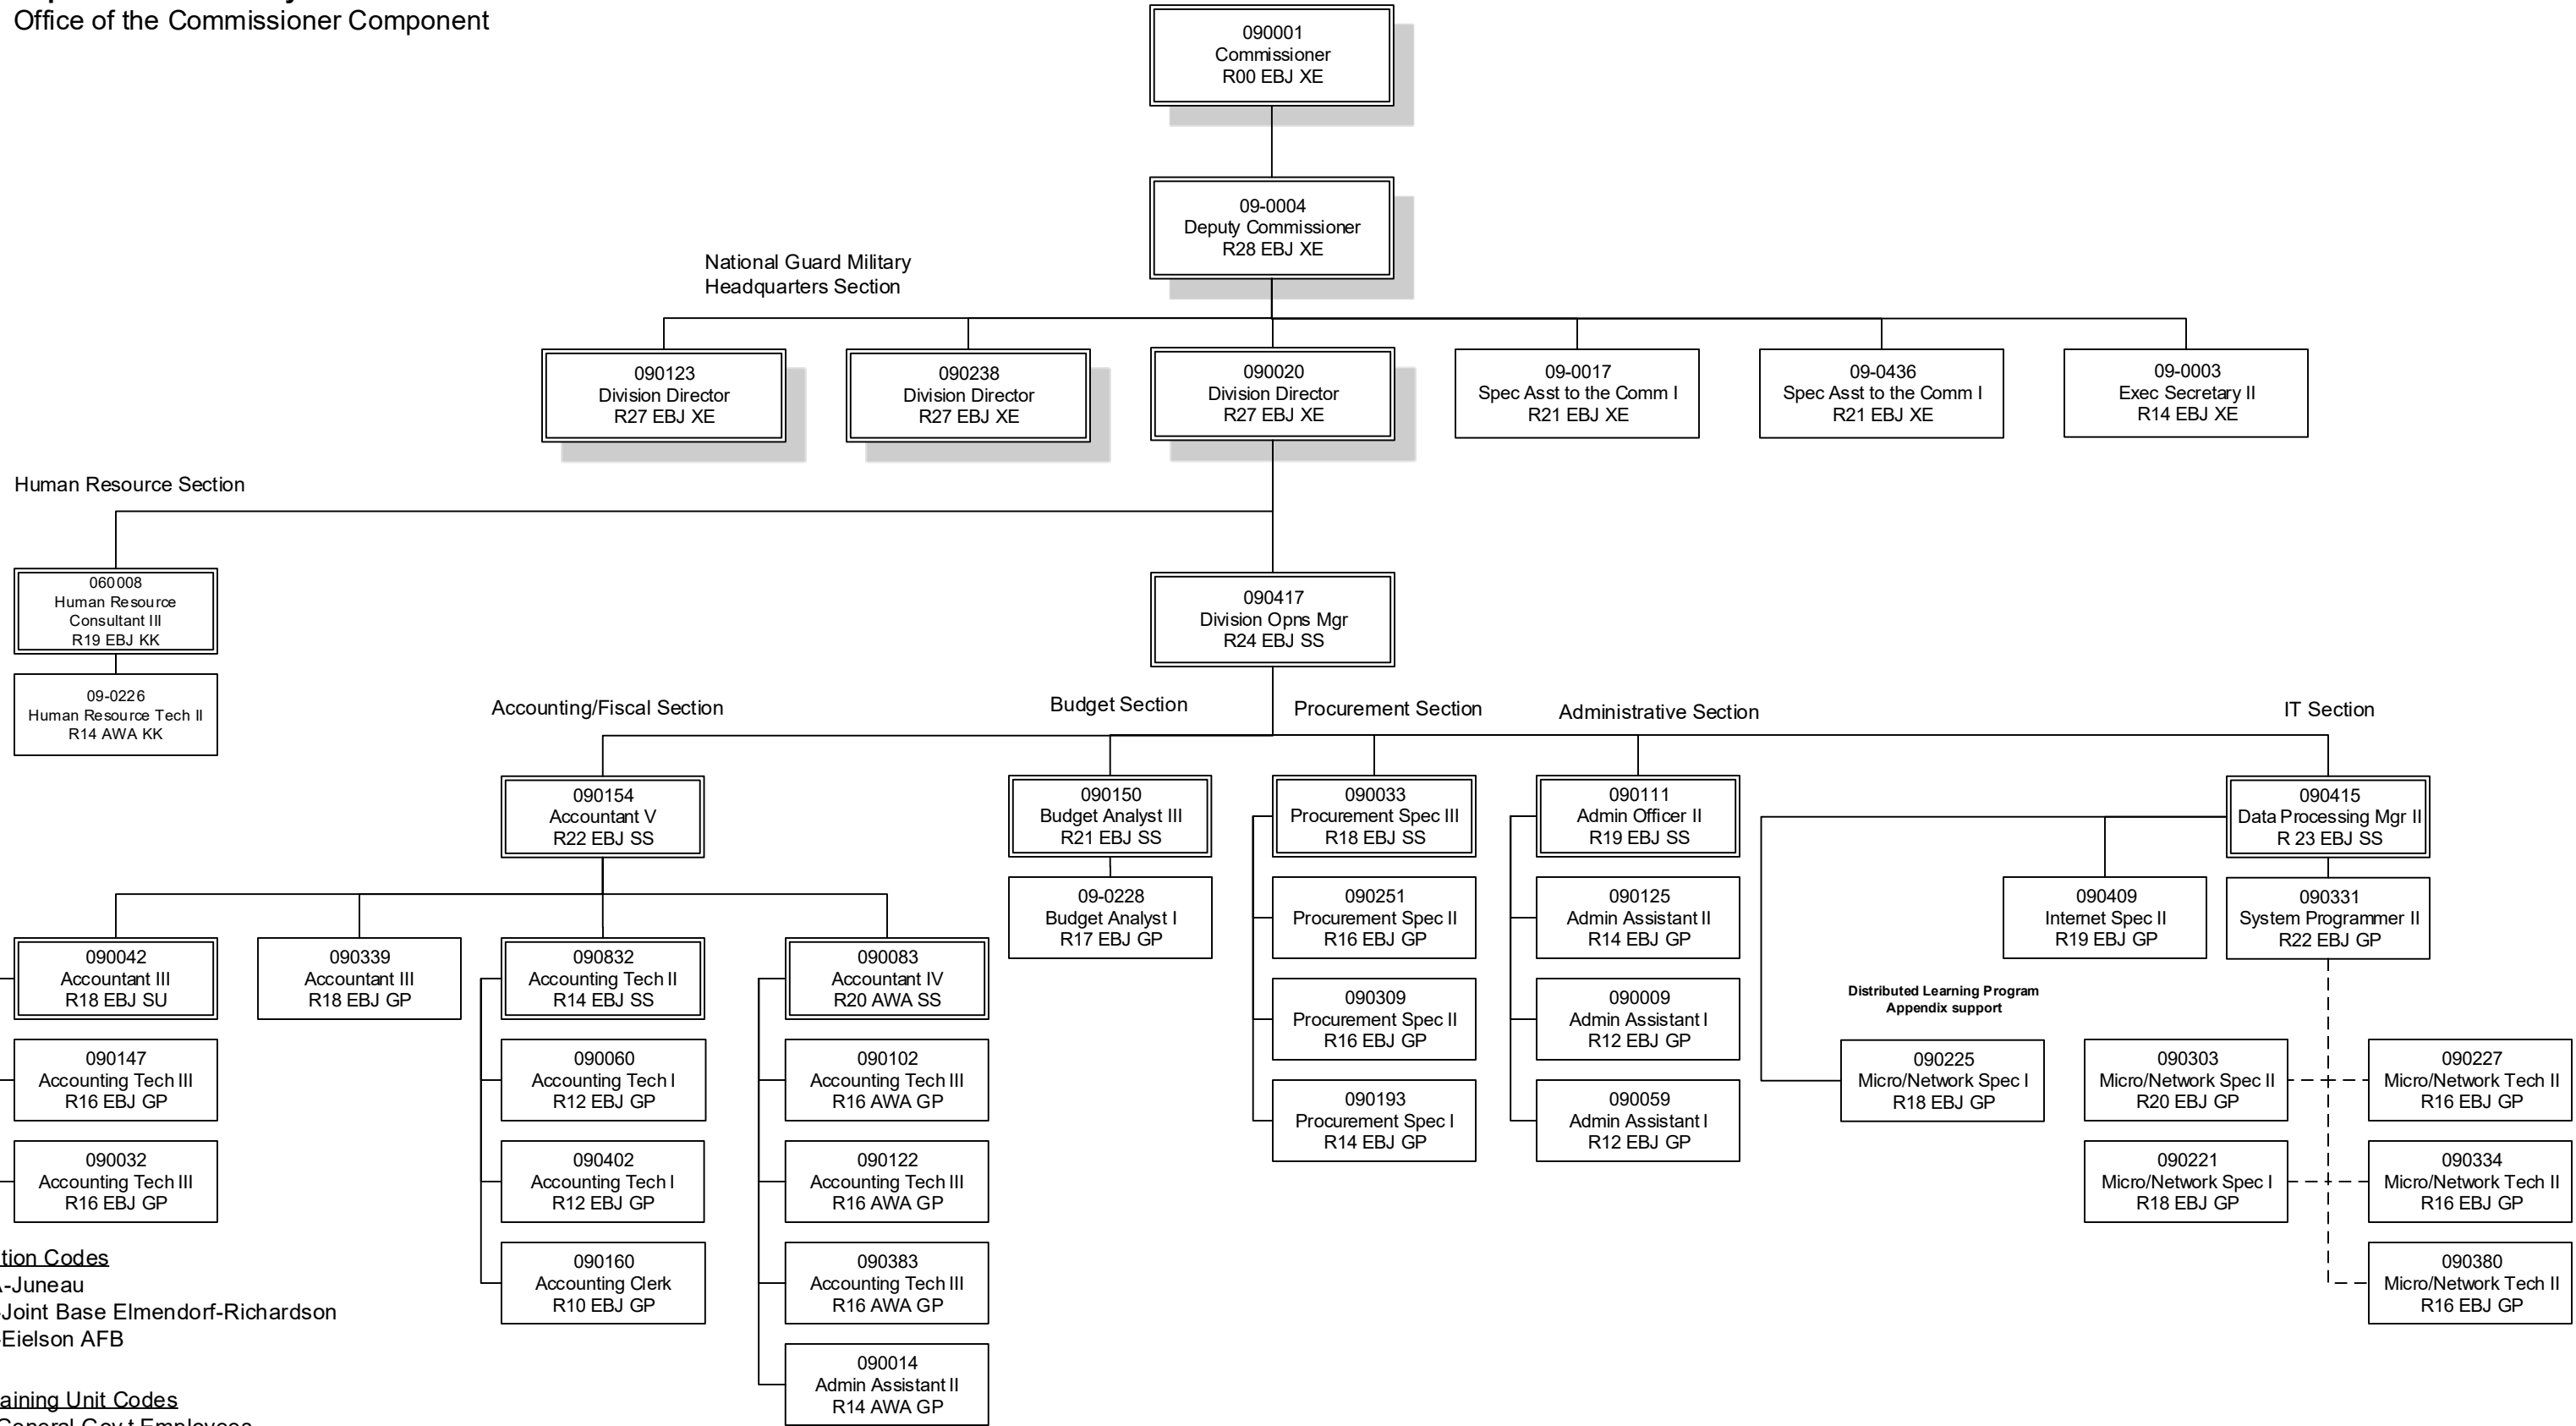 Office of the Commissioner Component
090001
Commissioner
R00 EBJ XE
09-0004
Deputy Commissioner
R28 EBJ XE
National Guard Military
Headquarters Section
090123
Division Director
R27 EBJ XE
090238
Division Director
R27 EBJ XE
090020
Division Director
R27 EBJ XE
09-0017
Spec Asst to the Comm I
R21 EBJ XE
09-0436
Spec Asst to the Comm I
R21 EBJ XE
09-0003
Exec Secretary II
R14 EBJ XE
Human Resource Section
060008
Human Resource
Consultant III
R19 EBJ KK
09-0226
Human Resource Tech II
R14 AWA KK
090417
Division Opns Mgr
R24 EBJ SS
Accounting/Fiscal Section
Budget Section
Procurement Section
Administrative Section
IT Section
090154
Accountant V
R22 EBJ SS
090150
Budget Analyst III
R21 EBJ SS
09-0228
Budget Analyst I
R17 EBJ GP
090033
Procurement Spec III
R18 EBJ SS
090251
Procurement Spec II
R16 EBJ GP
090309
Procurement Spec II
R16 EBJ GP
090193
Procurement Spec I
R14 EBJ GP
090111
Admin Officer II
R19 EBJ SS
090125
Admin Assistant II
R14 EBJ GP
090009
Admin Assistant I
R12 EBJ GP
090059
Admin Assistant I
R12 EBJ GP
090415
Data Processing Mgr II
R 23 EBJ SS
090409
Internet Spec II
R19 EBJ GP
090331
System Programmer II
R22 EBJ GP
Distributed Learning Program
Appendix support
090225
Micro/Network Spec I
R18 EBJ GP
090303
Micro/Network Spec II
R20 EBJ GP
090227
Micro/Network Tech II
R16 EBJ GP
090221
Micro/Network Spec I
R18 EBJ GP
090334
Micro/Network Tech II
R16 EBJ GP
090380
Micro/Network Tech II
R16 EBJ GP
090042
Accountant III
R18 EBJ SU
090147
Accounting Tech III
R16 EBJ GP
090032
Accounting Tech III
R16 EBJ GP
090339
Accountant III
R18 EBJ GP
090832
Accounting Tech II
R14 EBJ SS
090060
Accounting Tech I
R12 EBJ GP
090402
Accounting Tech I
R12 EBJ GP
090160
Accounting Clerk
R10 EBJ GP
090083
Accountant IV
R20 AWA SS
090102
Accounting Tech III
R16 AWA GP
090122
Accounting Tech III
R16 AWA GP
090383
Accounting Tech III
R16 AWA GP
090014
Admin Assistant II
R14 AWA GP
tion Codes
-Juneau
-Joint Base Elmendorf-Richardson
-Eielson AFB
aining Unit Codes
General Gov.t Employees